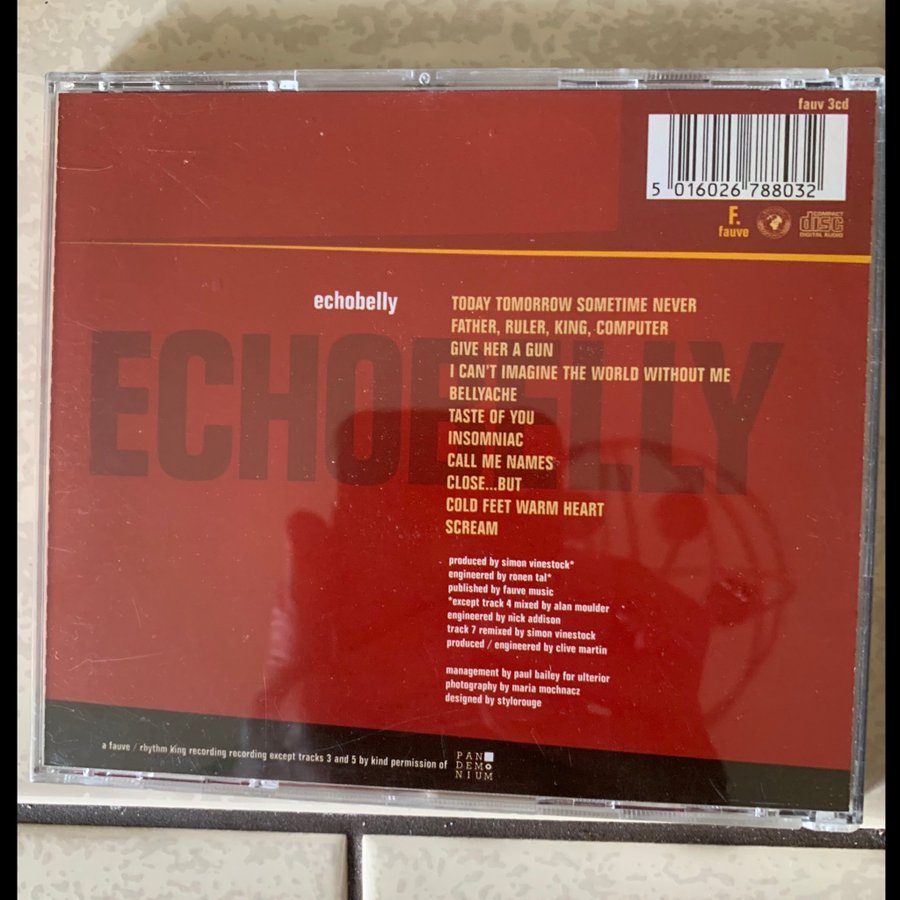 fauv 3cd
5 016026 788032
F.
fauve
COMPACT
disc
DIGITAL AUDIO
echobelly
ECHOBELLY
TODAY TOMORROW SOMETIME NEVER
FATHER, RULER, KING, COMPUTER
GIVE HER A GUN
I CAN'T IMAGINE THE WORLD WITHOUT ME
BELLYACHE
TASTE OF YOU
INSOMNIAC
CALL ME NAMES
CLOSE...BUT
COLD FEET WARM HEART
SCREAM
produced by simon vinestock*
engineered by ronen tal*
published by fauve music
*except track 4 mixed by alan moulder
engineered by nick addison
track 7 remixed by simon vinestock
produced / engineered by clive martin
management by paul bailey for ulterior
photography by maria mochnacz
designed by stylorouge
a fauve / rhythm king recording recording except tracks 3 and 5 by kind permission of
PAN
DEMO
NIUM